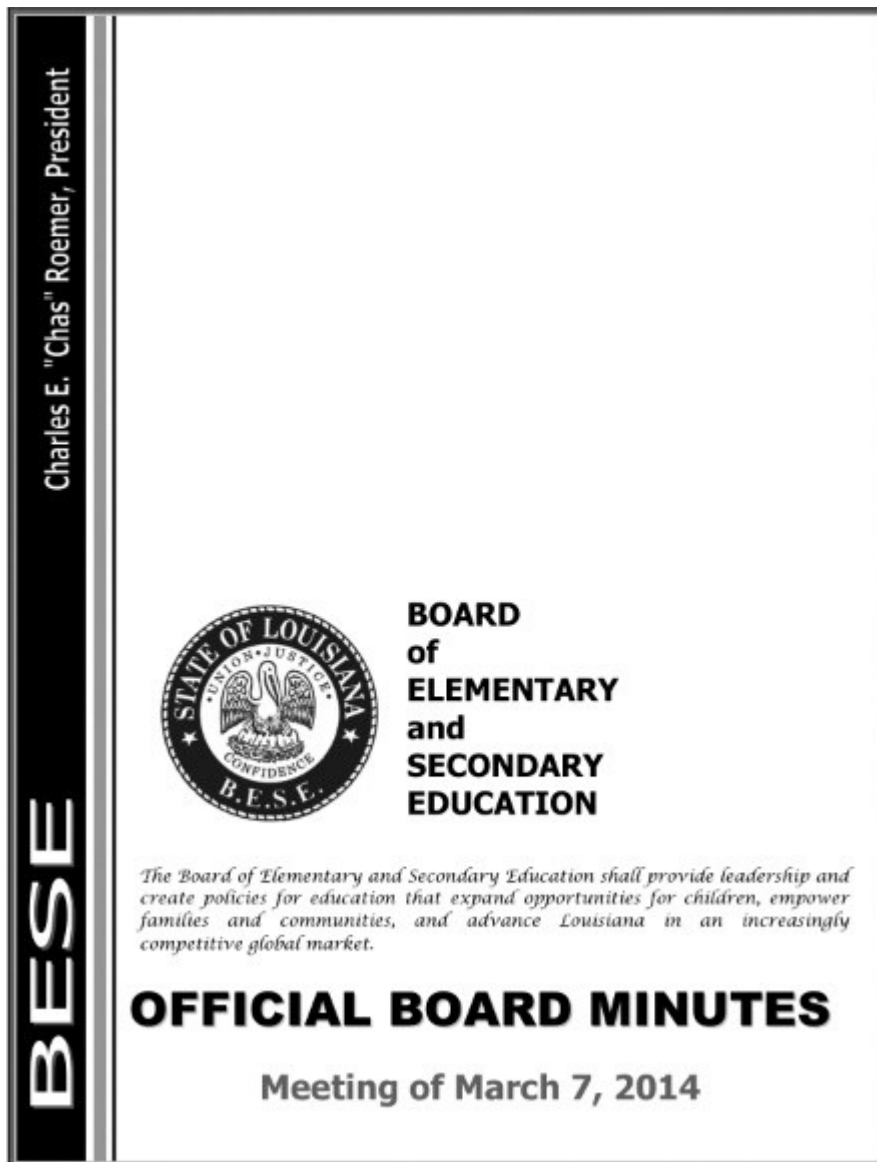 Charles E. "Chas" Roemer, President
BESE
STATE OF LOUISIANA
UNION•JUSTICE
CONFIDENCE
B.E.S.E.
BOARD
of
ELEMENTARY
and
SECONDARY
EDUCATION
The Board of Elementary and Secondary Education shall provide leadership and
create policies for education that expand opportunities for children, empower
families and communities, and advance Louisiana in an increasingly
competitive global market.
OFFICIAL BOARD MINUTES
Meeting of March 7, 2014